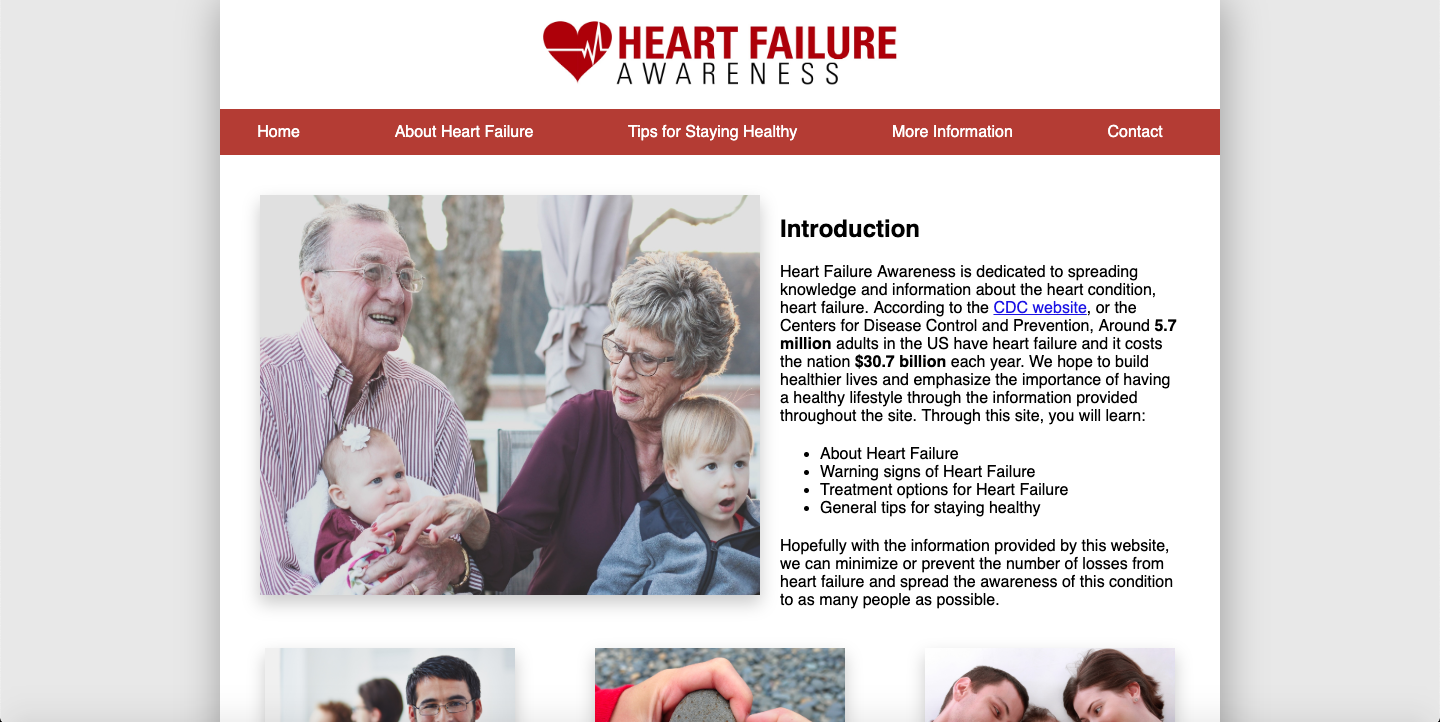 HEART FAILURE
AWARENESS
Home
About Heart Failure
Tips for Staying Healthy
More Information
Contact
Introduction
Heart Failure Awareness is dedicated to spreading
knowledge and information about the heart condition,
heart failure. According to the CDC website, or the
Centers for Disease Control and Prevention, Around 5.7
million adults in the US have heart failure and it costs
the nation $30.7 billion each year. We hope to build
healthier lives and emphasize the importance of having
a healthy lifestyle through the information provided
throughout the site. Through this site, you will learn:
About Heart Failure
Warning signs of Heart Failure
Treatment options for Heart Failure
General tips for staying healthy
Hopefully with the information provided by this website,
we can minimize or prevent the number of losses from
heart failure and spread the awareness of this condition
to as many people as possible.